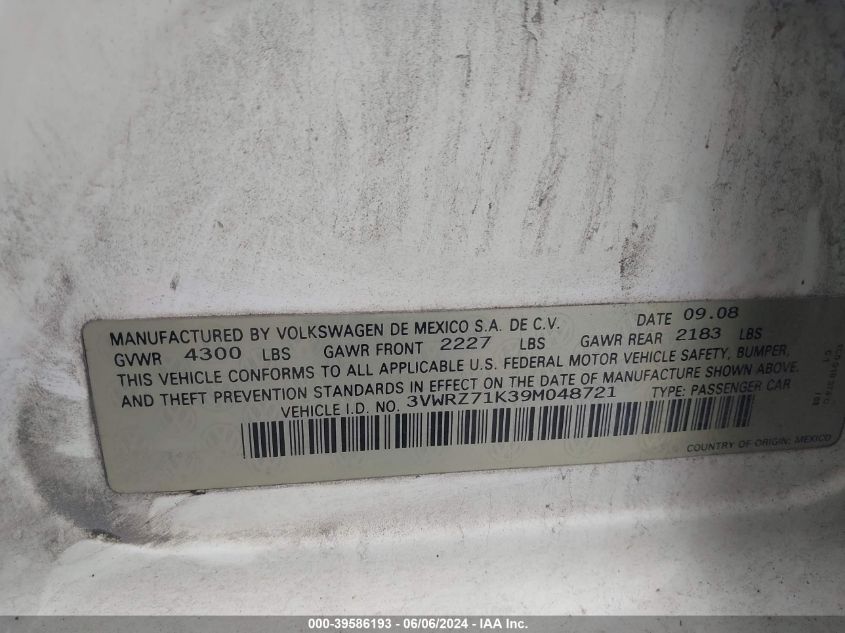 MANUFACTURED BY VOLKSWAGEN DE MEXICO S.A. DE C.V. DATE 09.08
GVWR 4300 LBS GAWR FRONT 2227 LBS GAWR REAR 2183 LBS
THIS VEHICLE CONFORMS TO ALL APPLICABLE U.S. FEDERAL MOTOR VEHICLE SAFETY, BUMPER,
AND THEFT PREVENTION STANDARDS IN EFFECT ON THE DATE OF MANUFACTURE SHOWN ABOVE.
VEHICLE I.D. NO. 3VWRZ71K39M048721 TYPE: PASSENGER CAR
COUNTRY OF ORIGIN: MEXICO
000-39586193 - 06/06/2024 - IAA Inc.